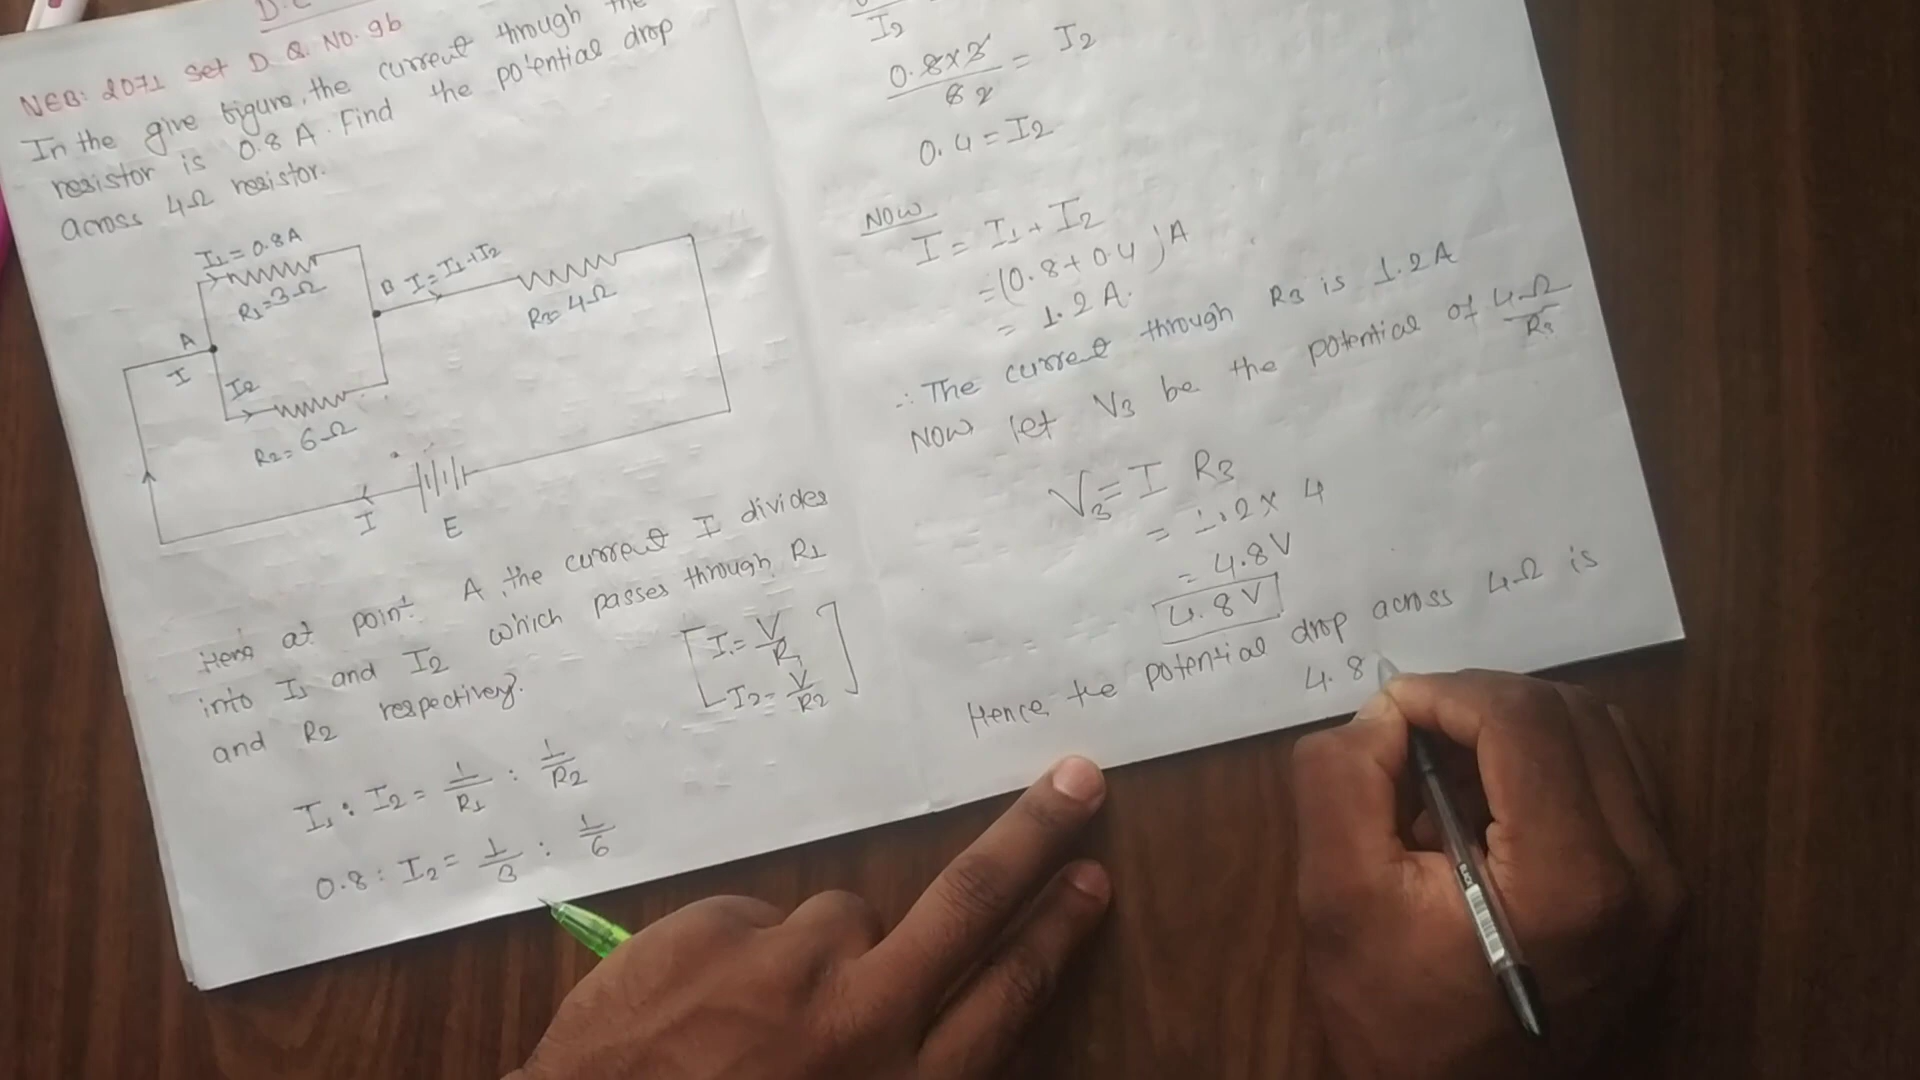 D.C
NEB: 2071 Set D Q. NO. 9b
In the give figure, the current through the
resistor is 0.8 A. Find the potential drop
across 4Ω resistor.
I1 = 0.8A
R1=3Ω
A
I
I2
R2=6Ω
B I=I1+I2
R3=4Ω
I
E
Here at point A, the current I divides
into I1 and I2 which passes through R1
and R2 respectively.
I1=V/R1
I2=V/R2
I1 : I2 = 1/R1 : 1/R2
0.8 : I2 = 1/3 : 1/6
I2
0.8×3/6 2 = I2
0.4 = I2
NOW
I = I1 + I2
=(0.8+0.4)A
= 1.2A.
∴ The current through R3 is 1.2A
NOW let V3 be the potential of 4Ω
R3
V3= I R3
= 1.2 × 4
= 4.8V
4.8V
Hence the potential drop across 4Ω is
4.8
BLACK